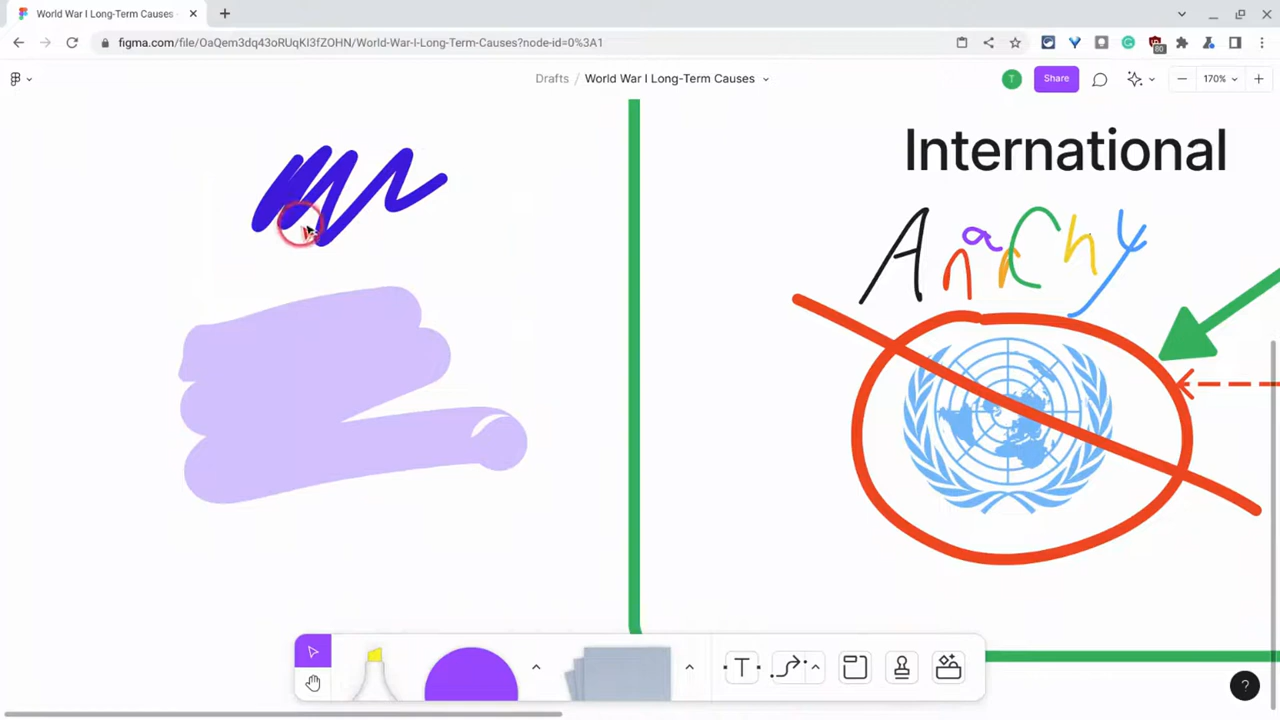 World War I Long-Term Causes -
figma.com/file/OaQem3dq43oRUqKI3fZOHN/World-War-I-Long-Term-Causes?node-id=0%3A1
80
Drafts / World War I Long-Term Causes
T
Share
170%
International
Anarchy
T
?